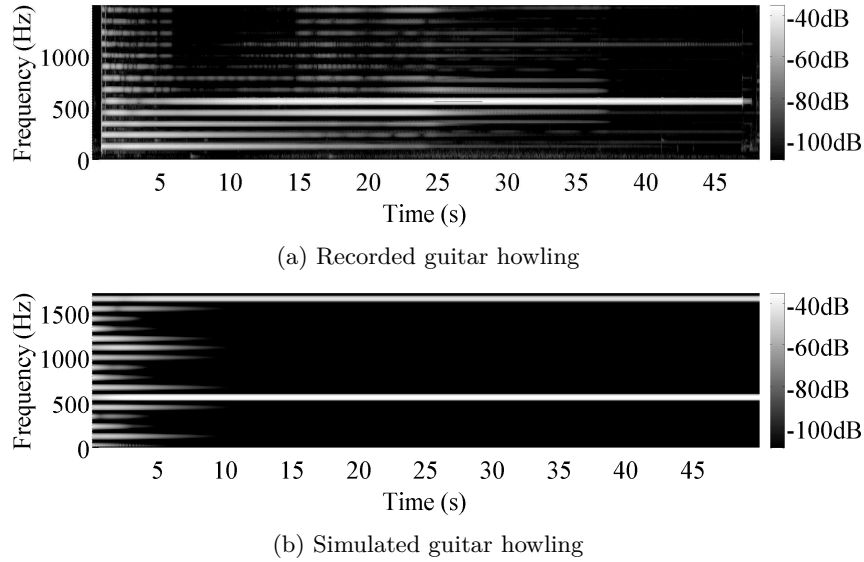 Frequency (Hz)
1000
500
0
-40dB
-60dB
-80dB
-100dB
5 10 15 20 25 30 35 40 45
Time (s)
(a) Recorded guitar howling
Frequency (Hz)
1500
1000
500
0
-40dB
-60dB
-80dB
-100dB
5 10 15 20 25 30 35 40 45
Time (s)
(b) Simulated guitar howling